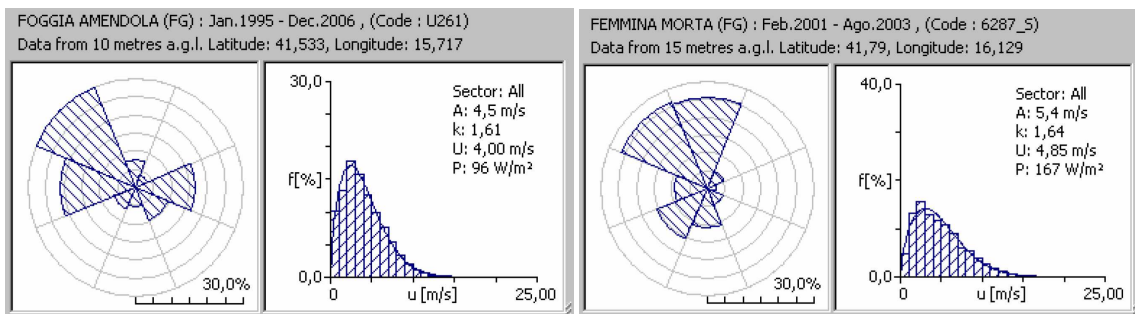 FOGGIA AMENDOLA (FG) : Jan.1995 - Dec.2006 , (Code : U261)
Data from 10 metres a.g.l. Latitude: 41,533, Longitude: 15,717
30.0%
30,0
f[%]
0,0
0
u [m/s]
25,00
Sector: All
A: 4,5 m/s
k: 1,61
U: 4,00 m/s
P: 96 W/m²
FEMMINA MORTA (FG) : Feb.2001 - Ago.2003 , (Code : 6287_S)
Data from 15 metres a.g.l. Latitude: 41,79, Longitude: 16,129
30,0%
40,0
f[%]
0,0
0
u [m/s]
25,00
Sector: All
A: 5,4 m/s
k: 1,64
U: 4,85 m/s
P: 167 W/m²